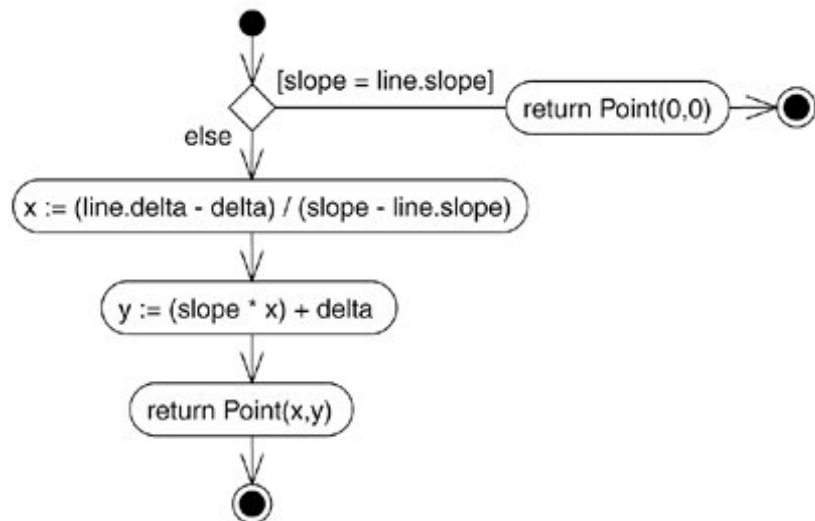 [slope = line.slope]
return Point(0,0)
else
x := (line.delta - delta) / (slope - line.slope)
y := (slope * x) + delta
return Point(x,y)